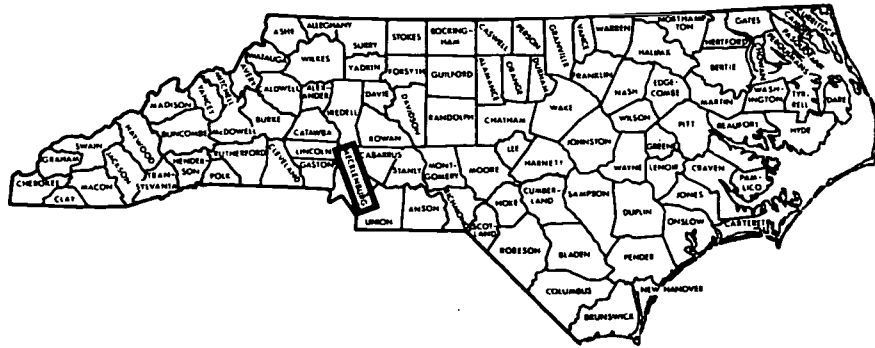 ASHE
ALLEGHANY
SURRY
STOKES
ROCKING-
HAM
CASWELL
PERSON
GRANVILLE
VANCE
WARREN
NORTHAMP
TON
GATES
HERTFORD
HALIFAX
BERTIE
WATAUGA
WILKES
YADKIN
FORSYTH
GUILFORD
ALAMANCE
ORANGE
DURHAM
FRANKLIN
NASH
EDGE-
COMBE
MARTIN
WASH-
INGTON
TYR-
RELL
DARE
MADISON
YANCEY
MITCHELL
AVERY
CALDWELL
ALEX-
ANDER
IREDELL
DAVIE
DAVIDSON
RANDOLPH
CHATHAM
WAKE
WILSON
PITT
BEAUFORT
HYDE
BUNCOMBE
McDOWELL
BURKE
CATAWBA
ROWAN
LEE
JOHNSTON
GREENE
SWAIN
HAYWOOD
RUTHERFORD
CLEVELAND
LINCOLN
GASTON
MECKLENBURG
CABARRUS
STANLY
MONT-
GOMERY
MOORE
HARNETT
WAYNE
LENOIR
CRAVEN
PAM-
LICO
GRAHAM
CHEROKEE
CLAY
MACON
JACKSON
TRAN-
SYLVANIA
HENDER-
SON
POLK
UNION
ANSON
RICHMOND
SCOT-
LAND
HOKE
CUMBER-
LAND
SAMPSON
DUPLIN
JONES
ONSLOW
CARTERET
ROBESON
BLADEN
PENDER
COLUMBUS
NEW HANOVER
BRUNSWICK